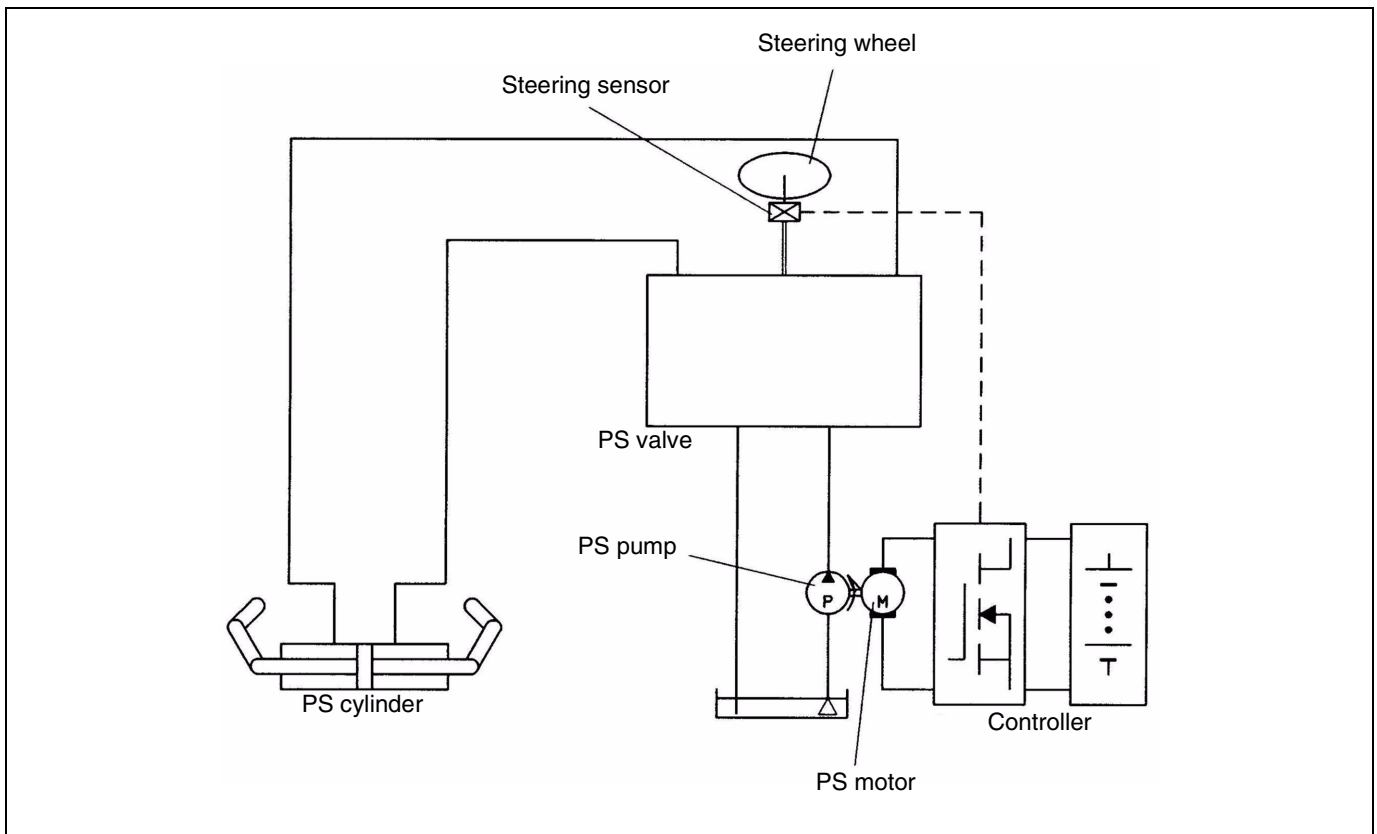 Steering wheel
Steering sensor
PS valve
PS pump
P
M
PS cylinder
Controller
PS motor